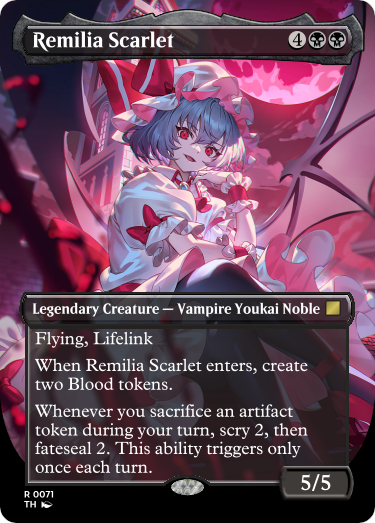 Remilia Scarlet 4
Legendary Creature — Vampire Youkai Noble
Flying, Lifelink
When Remilia Scarlet enters, create
two Blood tokens.
Whenever you sacrifice an artifact
token during your turn, scry 2, then
fateseal 2. This ability triggers only
once each turn.
5/5
R 0071
TH